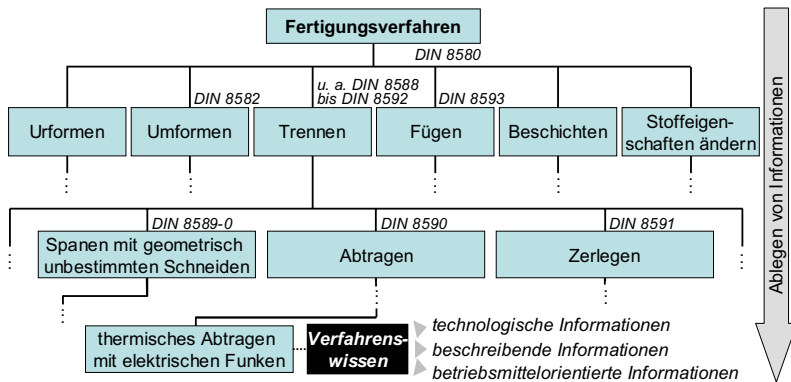 Fertigungsverfahren
DIN 8580
u. a. DIN 8588
DIN 8582
bis DIN 8592
DIN 8593
Urformen
Umformen
Trennen
Fügen
Beschichten
Stoffeigen-
schaften ändern
DIN 8589-0
DIN 8590
DIN 8591
Spanen mit geometrisch
unbestimmten Schneiden
Abtragen
Zerlegen
thermisches Abtragen
mit elektrischen Funken
Verfahrens-
wissen
technologische Informationen
beschreibende Informationen
betriebsmittelorientierte Informationen
Ablegen von Informationen